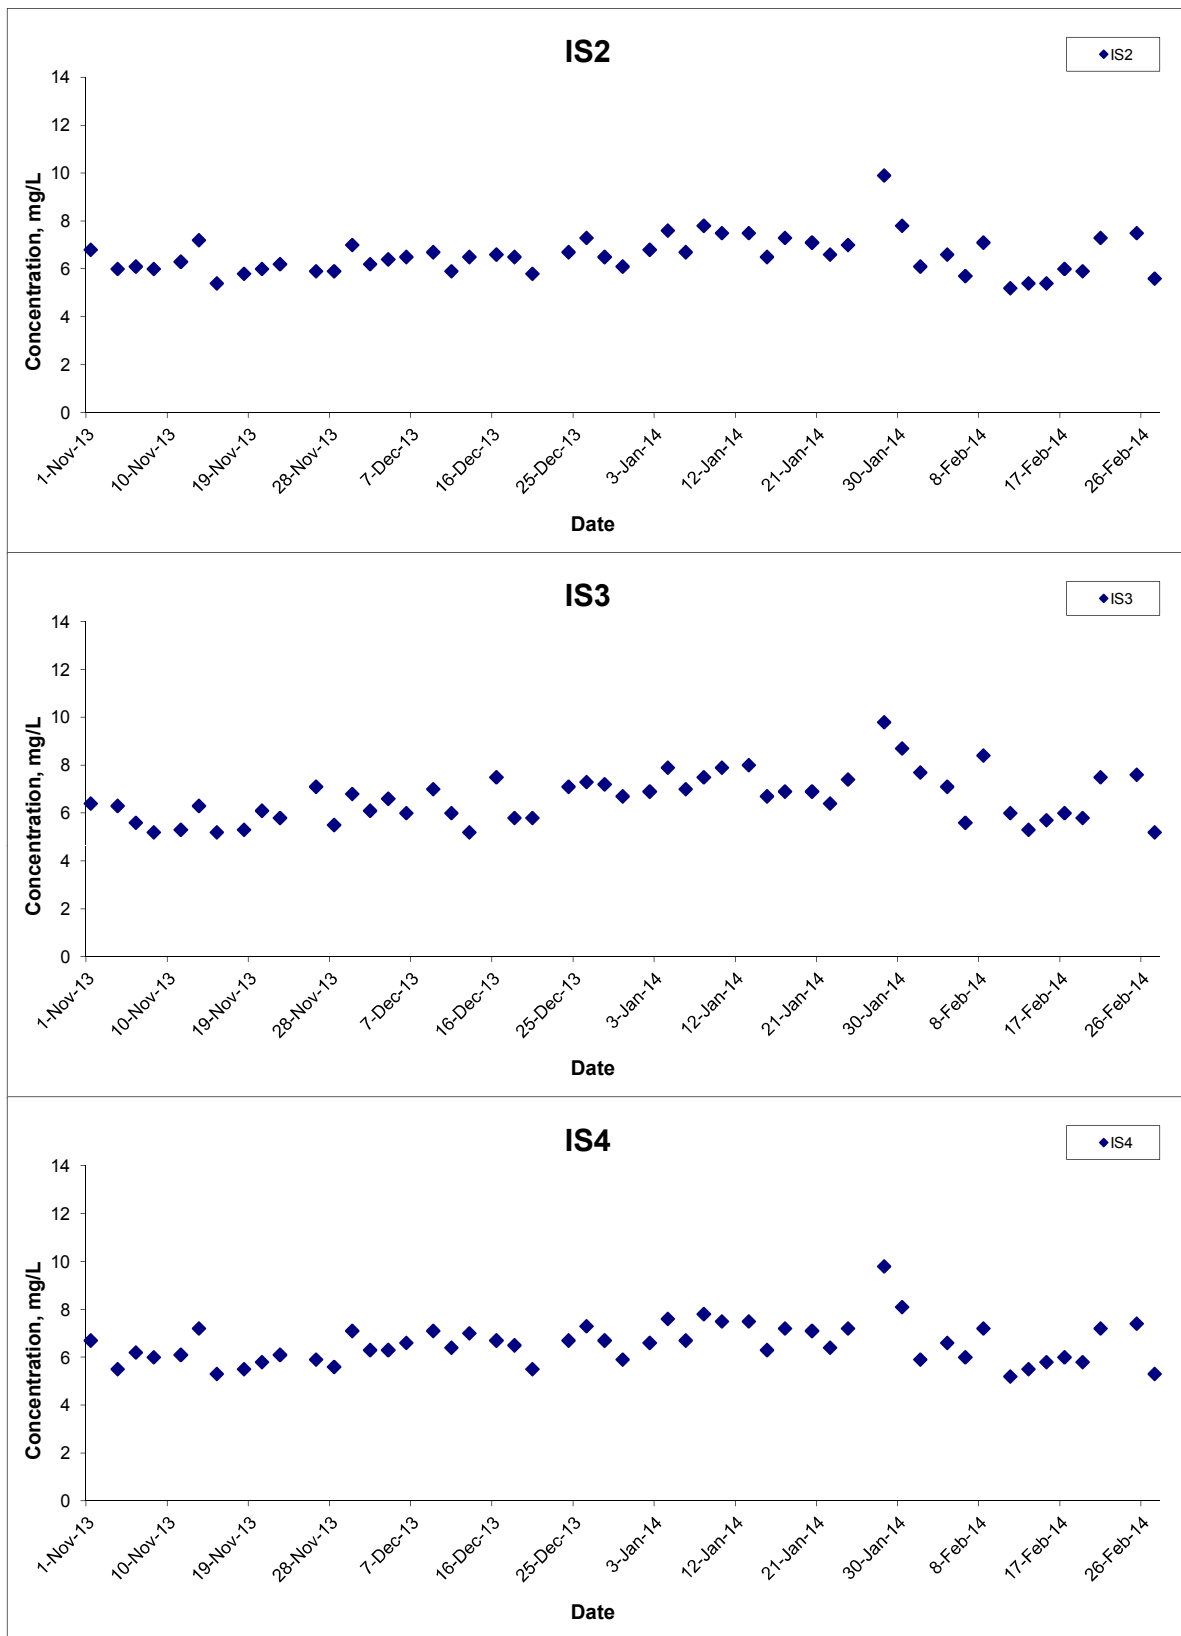 IS2
IS2
14
12
10
8
6
4
2
0
Concentration, mg/L
1-Nov-13
10-Nov-13
19-Nov-13
28-Nov-13
7-Dec-13
16-Dec-13
25-Dec-13
3-Jan-14
12-Jan-14
21-Jan-14
30-Jan-14
8-Feb-14
17-Feb-14
26-Feb-14
Date
IS3
IS3
14
12
10
8
6
4
2
0
Concentration, mg/L
1-Nov-13
10-Nov-13
19-Nov-13
28-Nov-13
7-Dec-13
16-Dec-13
25-Dec-13
3-Jan-14
12-Jan-14
21-Jan-14
30-Jan-14
8-Feb-14
17-Feb-14
26-Feb-14
Date
IS4
IS4
14
12
10
8
6
4
2
0
Concentration, mg/L
1-Nov-13
10-Nov-13
19-Nov-13
28-Nov-13
7-Dec-13
16-Dec-13
25-Dec-13
3-Jan-14
12-Jan-14
21-Jan-14
30-Jan-14
8-Feb-14
17-Feb-14
26-Feb-14
Date